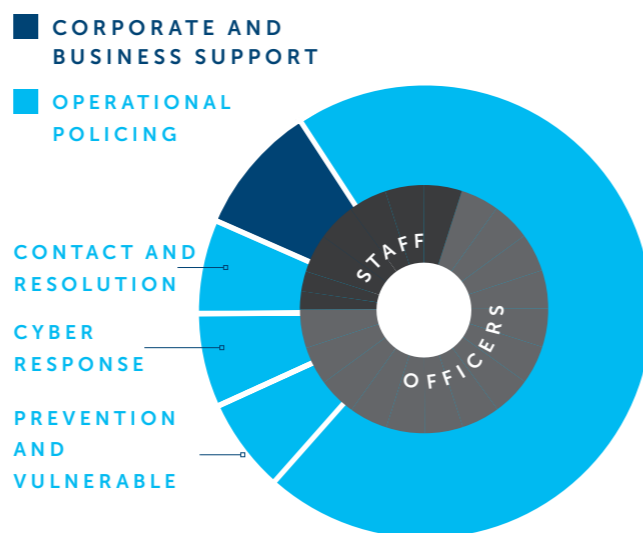 CORPORATE AND
BUSINESS SUPPORT
OPERATIONAL
POLICING
CONTACT AND
RESOLUTION
CYBER
RESPONSE
PREVENTION
AND
VULNERABLE
STAFF
OFFICERS